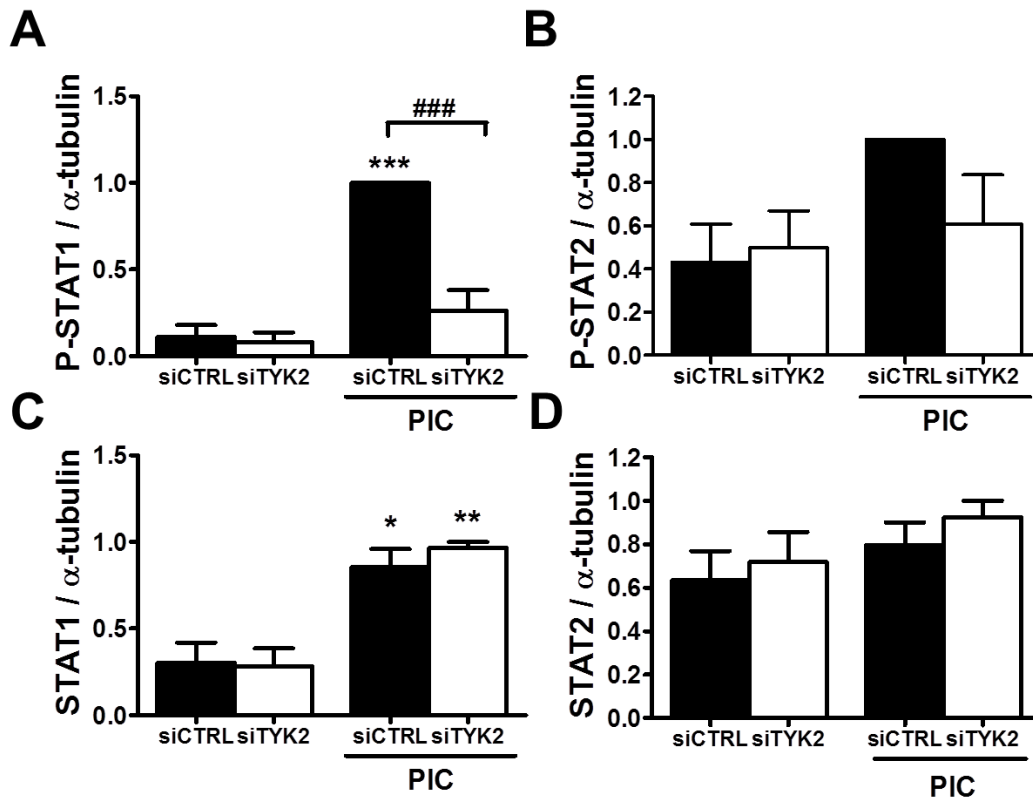 A
P-STAT1 / α-tubulin
1.5
1.0
0.5
0.0
***
###
siCTRL siTYK2 siCTRL siTYK2
PIC
B
P-STAT2 / α-tubulin
1.2
1.0
0.8
0.6
0.4
0.2
0.0
siCTRL siTYK2 siCTRL siTYK2
PIC
C
STAT1 / α-tubulin
1.5
1.0
0.5
0.0
* **
siCTRL siTYK2 siCTRL siTYK2
PIC
D
STAT2 / α-tubulin
1.2
1.0
0.8
0.6
0.4
0.2
0.0
siCTRL siTYK2 siCTRL siTYK2
PIC